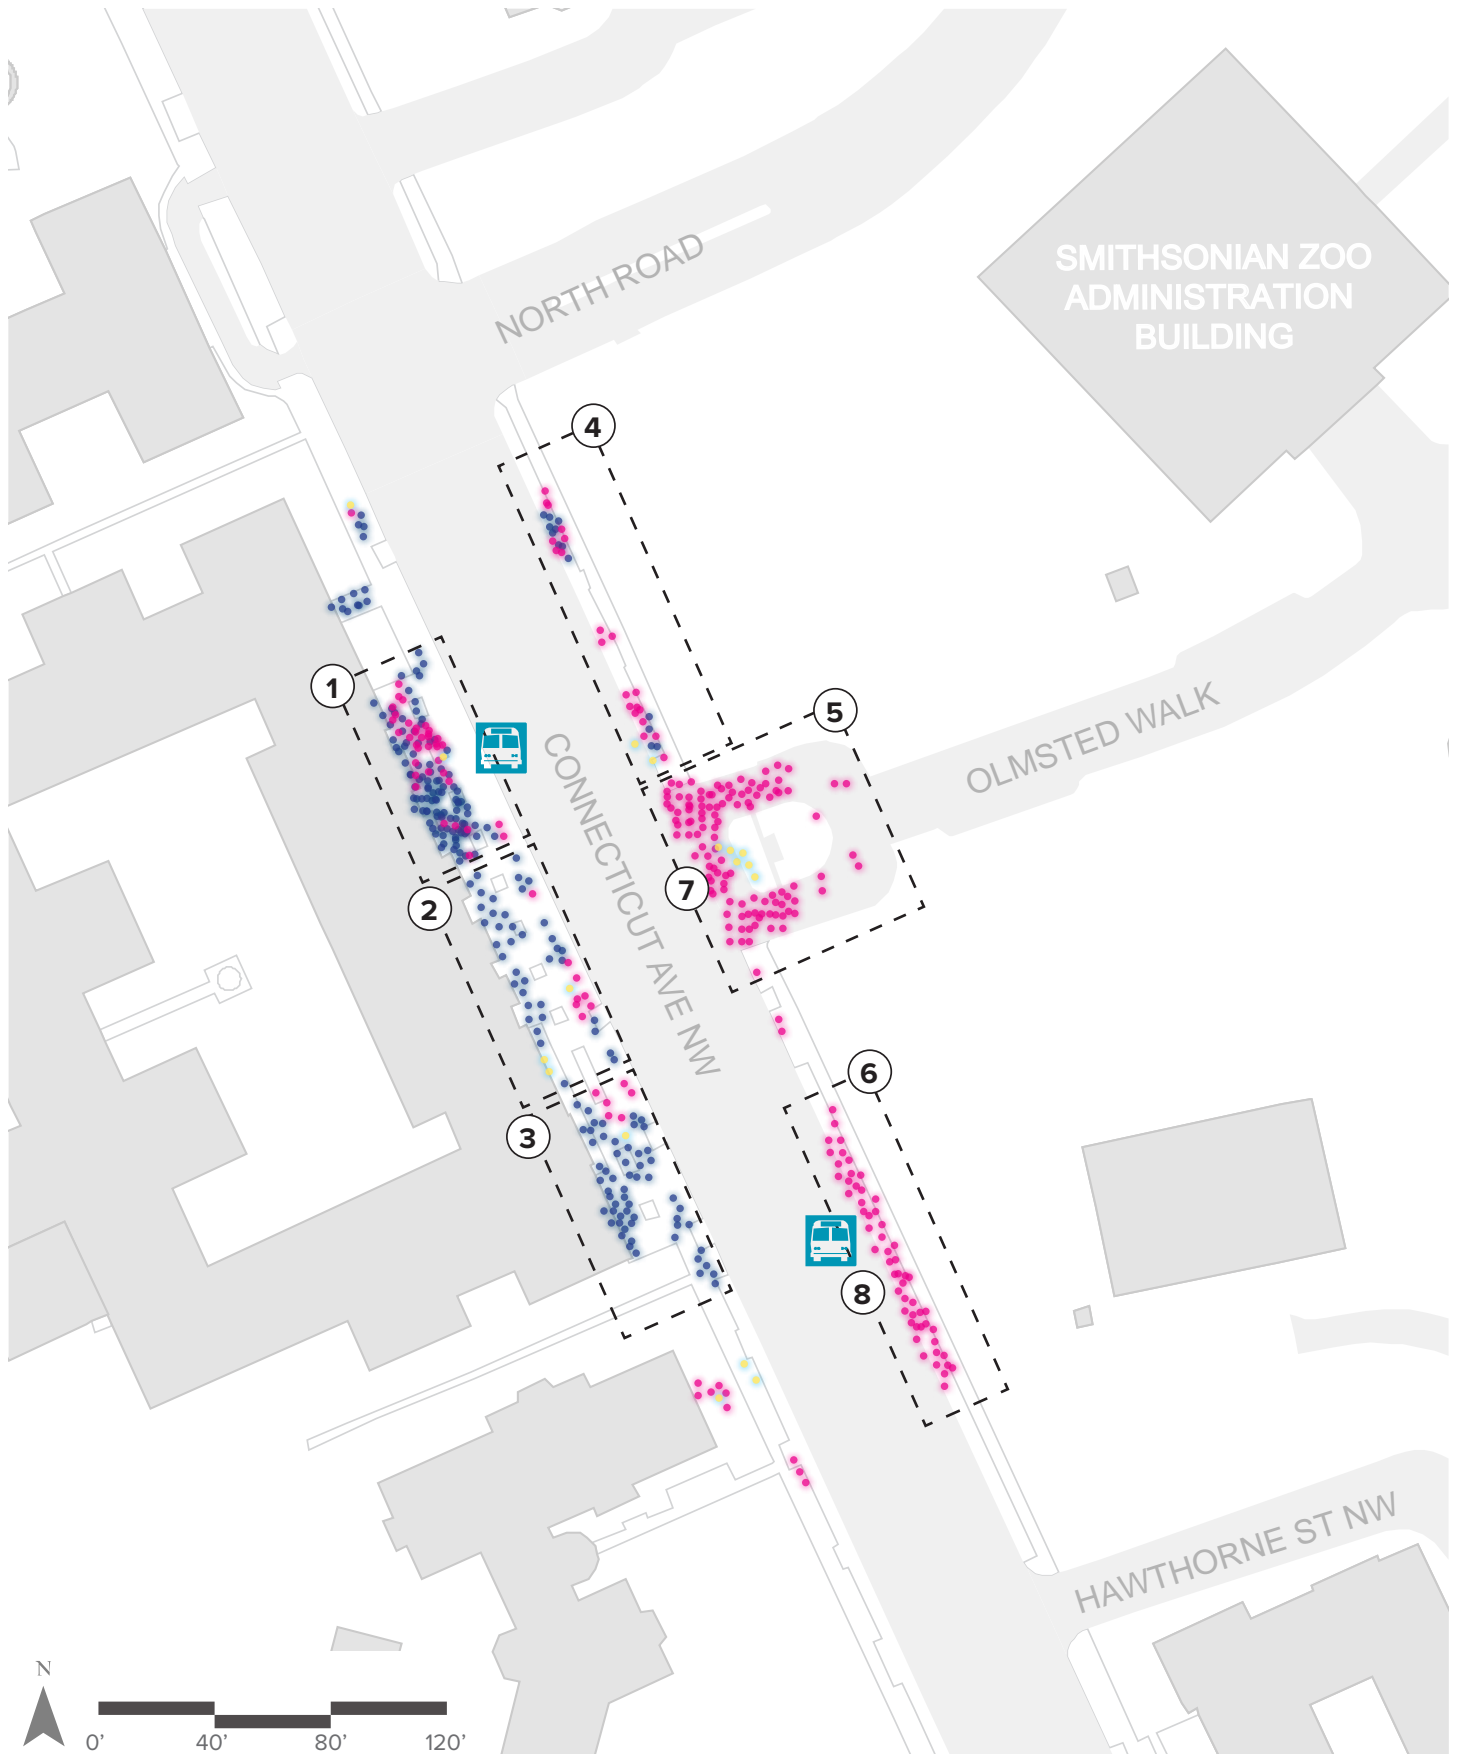 NORTH ROAD
SMITHSONIAN ZOO
ADMINISTRATION
BUILDING
4
1
5
OLMSTED WALK
CONNECTICUT AVE NW
7
2
6
3
8
HAWTHORNE ST NW
N
0’ 40’ 80’ 120’